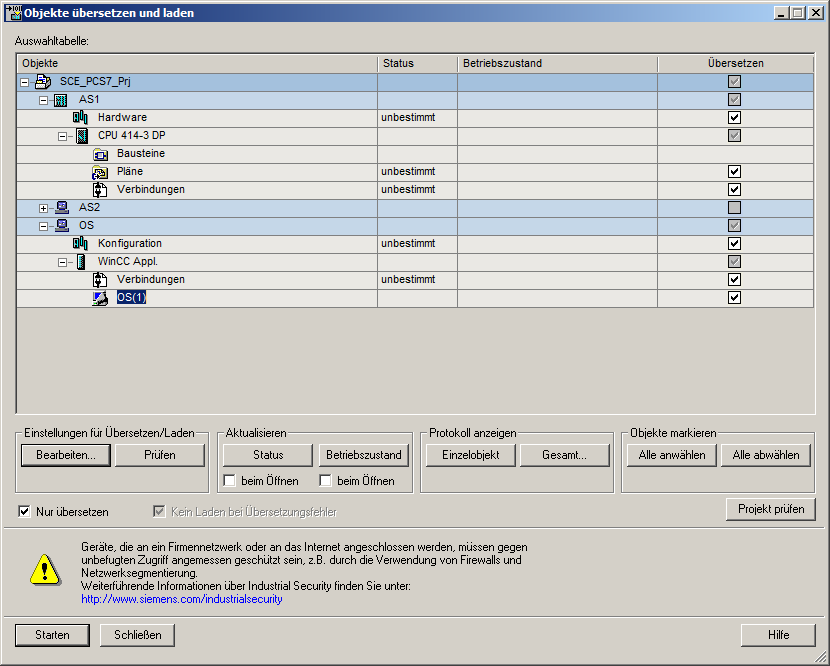 Objekte übersetzen und laden
Auswahltabelle:
Objekte Status Betriebszustand Übersetzen
SCE_PCS7_Prj
AS1
Hardware unbestimmt
CPU 414-3 DP
Bausteine
Pläne unbestimmt
Verbindungen unbestimmt
AS2
OS
Konfiguration unbestimmt
WinCC Appl.
Verbindungen unbestimmt
OS(1)
Einstellungen für Übersetzen/Laden Aktualisieren Protokoll anzeigen Objekte markieren
Bearbeiten... Prüfen Status Betriebszustand Einzelobjekt Gesamt... Alle anwählen Alle abwählen
beim Öffnen beim Öffnen
Nur übersetzen Kein Laden bei Übersetzungsfehler Projekt prüfen
Geräte, die an ein Firmennetzwerk oder an das Internet angeschlossen werden, müssen gegen
unbefugten Zugriff angemessen geschützt sein, z.B. durch die Verwendung von Firewalls und
Netzwerksegmentierung.
Weiterführende Informationen über Industrial Security finden Sie unter:
http://www.siemens.com/industrialsecurity
Starten Schließen Hilfe